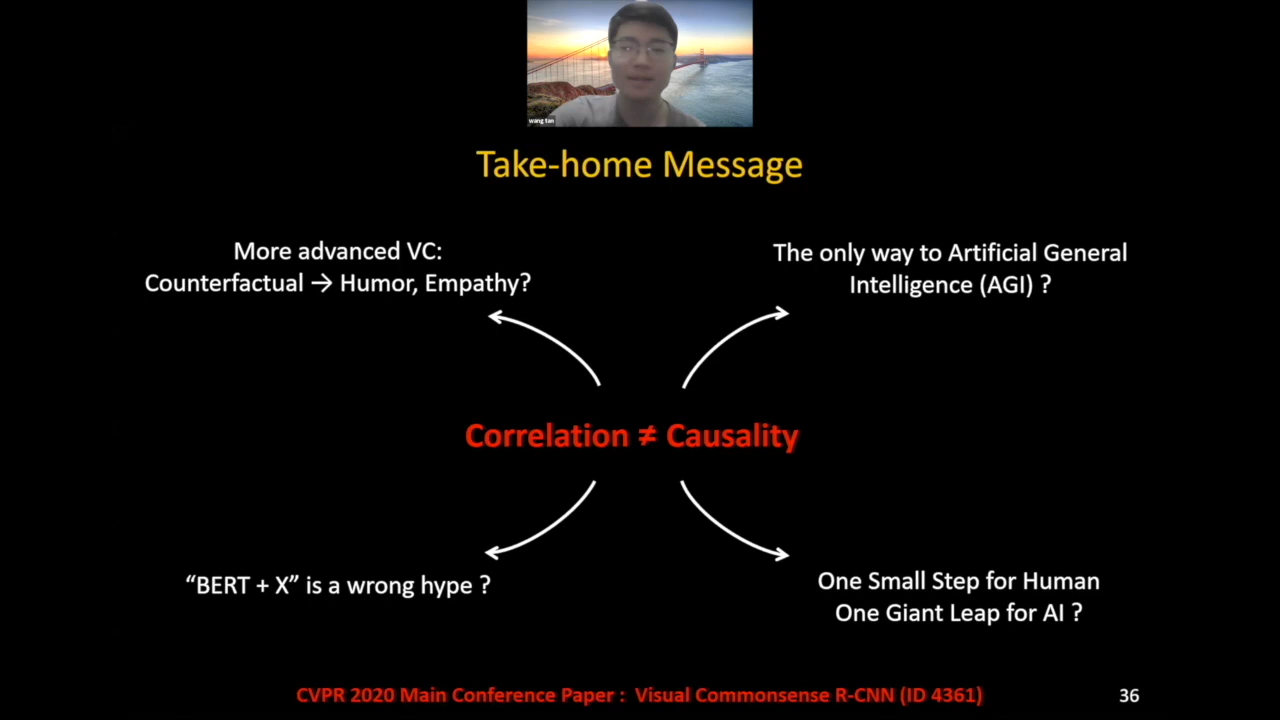 wang tan
Take-home Message
More advanced VC:
Counterfactual → Humor, Empathy?
The only way to Artificial General
Intelligence (AGI) ?
Correlation ≠ Causality
“BERT + X” is a wrong hype ?
One Small Step for Human
One Giant Leap for AI ?
CVPR 2020 Main Conference Paper : Visual Commonsense R-CNN (ID 4361)
36